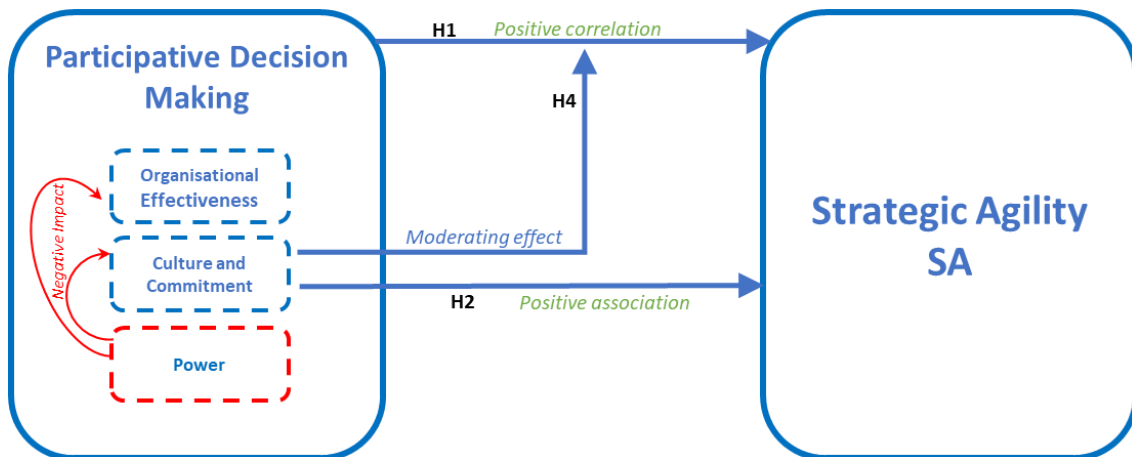 H1 Positive correlation
Participative Decision
Making
H4
Organisational
Effectiveness
Negative Impact
Strategic Agility
SA
Moderating effect
Culture and
Commitment
H2 Positive association
Power